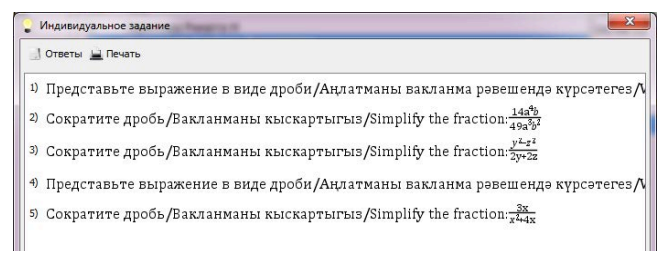 Индивидуальное задание
Ответы Печать
1) Представьте выражение в виде дроби/Аңлатманы вакланма рәвешендә күрсәтегез/
2) Сократите дробь/Вакланманы кыскартыгыз/Simplify the fraction: 14a⁴b/49a³b²
3) Сократите дробь/Вакланманы кыскартыгыз/Simplify the fraction: y²-z²/2y+2z
4) Представьте выражение в виде дроби/Аңлатманы вакланма рәвешендә күрсәтегез/
5) Сократите дробь/Вакланманы кыскартыгыз/Simplify the fraction: 3x/x²+4x